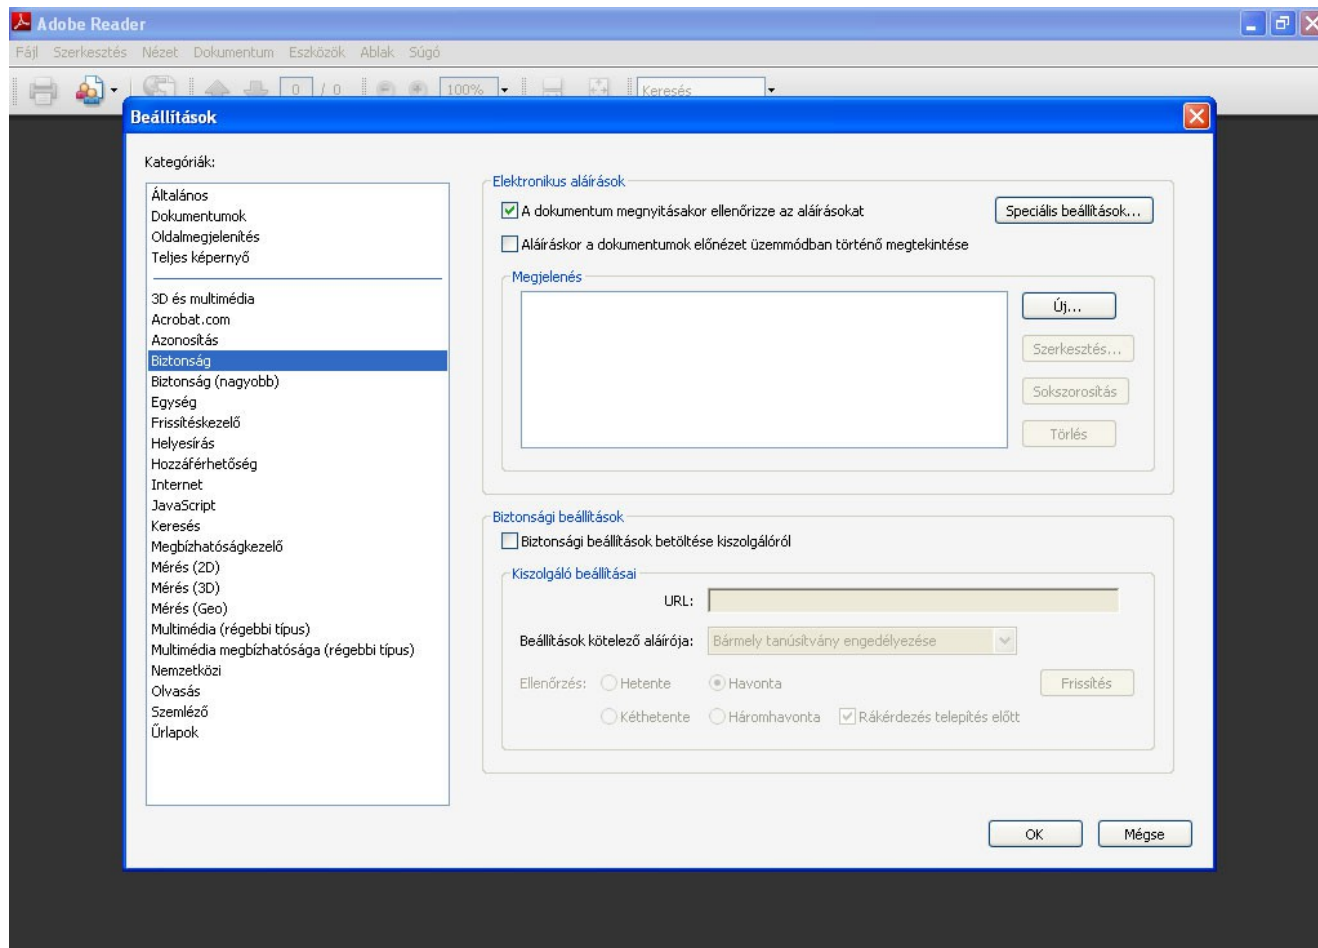 Adobe Reader
Fájl Szerkesztés Nézet Dokumentum Eszközök Ablak Súgó
0 / 0 100% Keresés
Beállítások
Kategóriák:
Általános
Dokumentumok
Oldalmegjelenítés
Teljes képernyő
3D és multimédia
Acrobat.com
Azonosítás
Biztonság
Biztonság (nagyobb)
Egység
Frissítéskezelő
Helyesírás
Hozzáférhetőség
Internet
JavaScript
Keresés
Megbízhatóságkezelő
Mérés (2D)
Mérés (3D)
Mérés (Geo)
Multimédia (régebbi típus)
Multimédia megbízhatósága (régebbi típus)
Nemzetközi
Olvasás
Szemléző
Űrlapok
Elektronikus aláírások
A dokumentum megnyitásakor ellenőrizze az aláírásokat Speciális beállítások...
Aláíráskor a dokumentumok előnézet üzemmódban történő megtekintése
Megjelenés
Új...
Szerkesztés...
Sokszorosítás
Törlés
Biztonsági beállítások
Biztonsági beállítások betöltése kiszolgálóról
Kiszolgáló beállításai
URL:
Beállítások kötelező aláírója: Bármely tanúsítvány engedélyezése
Ellenőrzés: Hetente Havonta Frissítés
Kéthetente Háromhavonta Rákérdezés telepítés előtt
OK Mégse